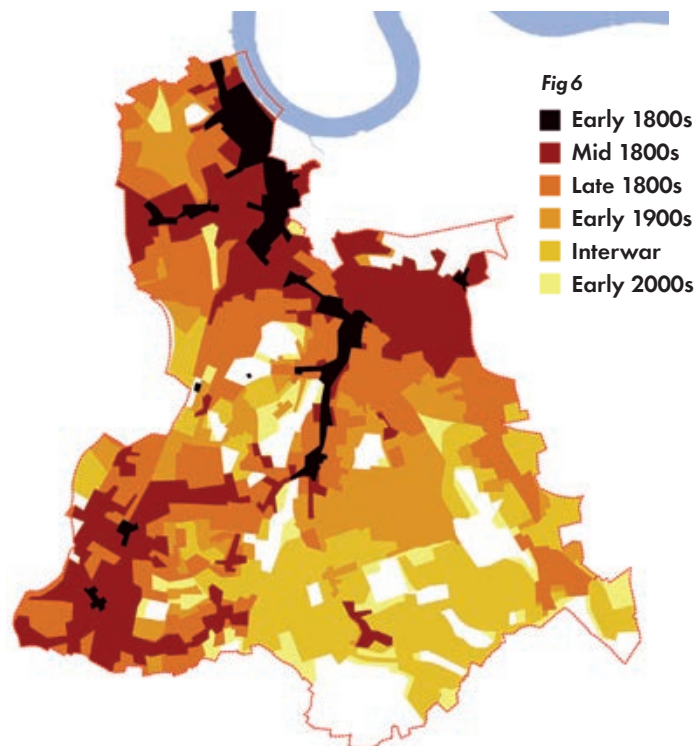 Fig 6
Early 1800s
Mid 1800s
Late 1800s
Early 1900s
Interwar
Early 2000s